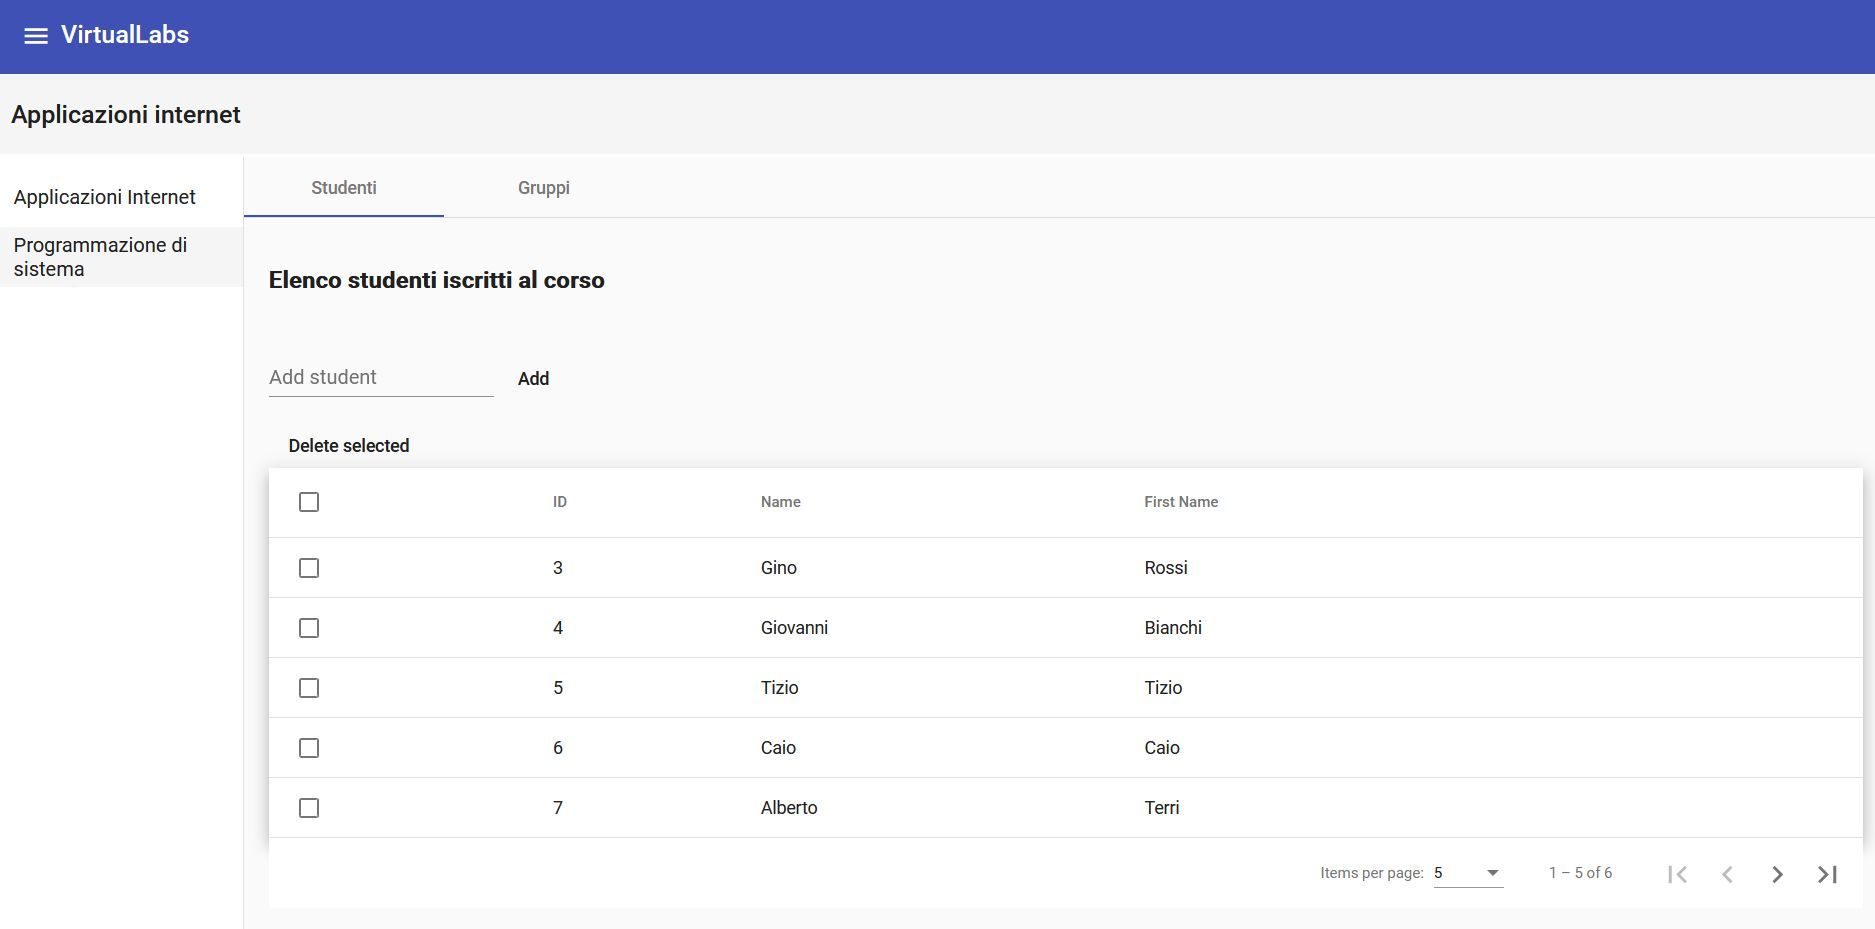 VirtualLabs
Applicazioni internet
Applicazioni Internet
Programmazione di
sistema
Studenti Gruppi
Elenco studenti iscritti al corso
Add student Add
Delete selected
ID Name First Name
3 Gino Rossi
4 Giovanni Bianchi
5 Tizio Tizio
6 Caio Caio
7 Alberto Terri
Items per page: 5 1 – 5 of 6